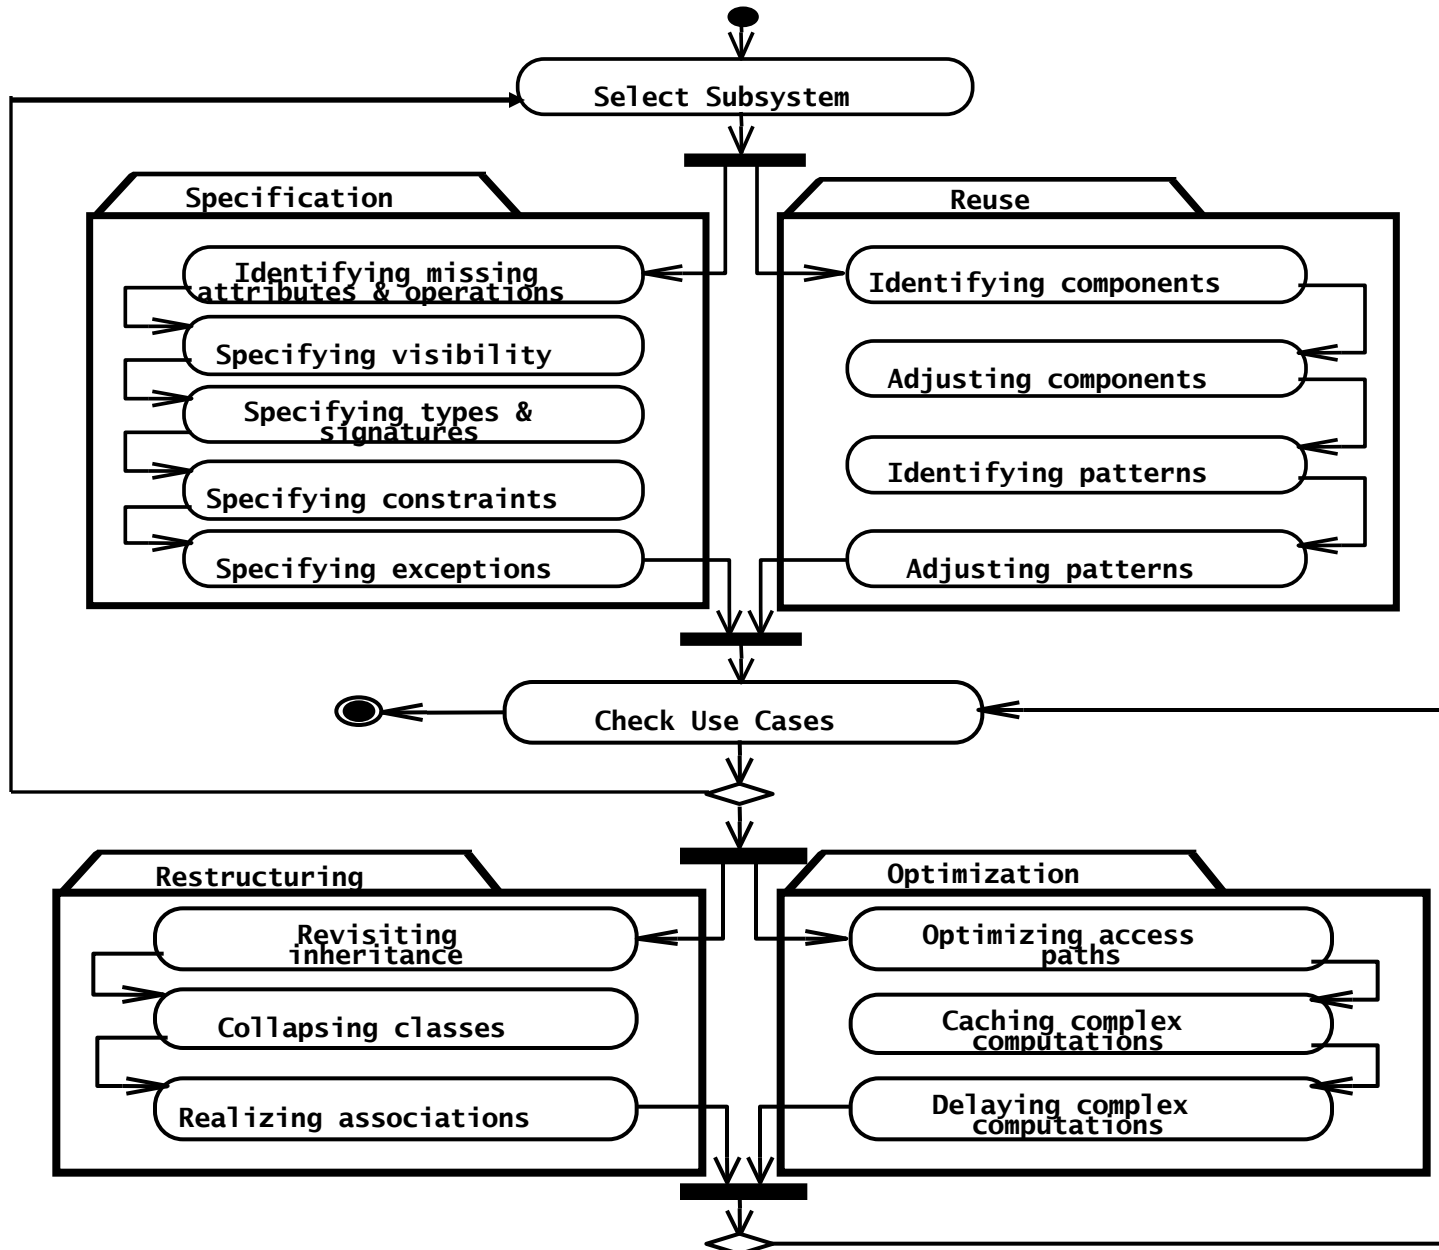 Select Subsystem
Specification
Identifying missing
attributes & operations
Specifying visibility
Specifying types &
signatures
Specifying constraints
Specifying exceptions
Reuse
Identifying components
Adjusting components
Identifying patterns
Adjusting patterns
Check Use Cases
Restructuring
Revisiting
inheritance
Collapsing classes
Realizing associations
Optimization
Optimizing access
paths
Caching complex
computations
Delaying complex
computations